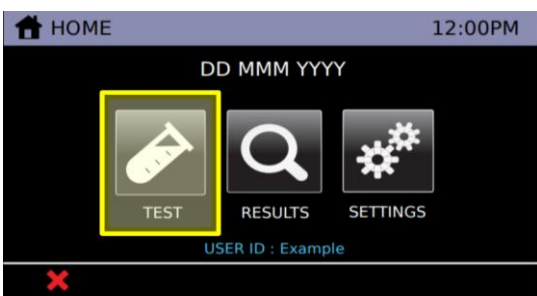 HOME 12:00PM
DD MMM YYYY
TEST RESULTS SETTINGS
USER ID : Example